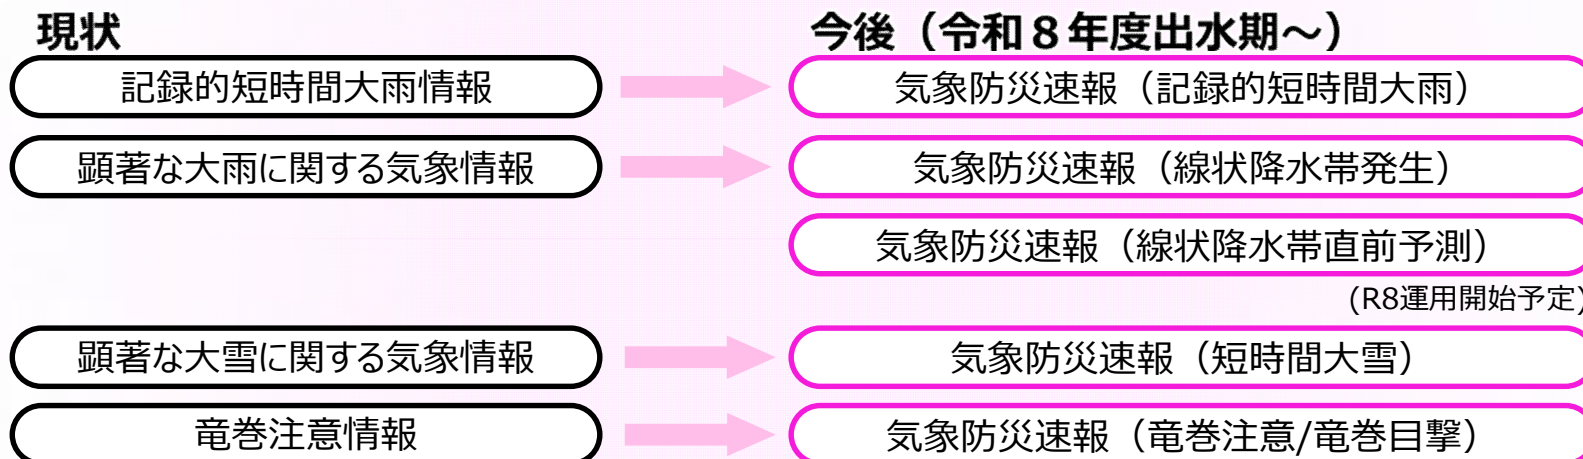 現状
今後（令和８年度出水期～）
記録的短時間大雨情報
気象防災速報（記録的短時間大雨）
顕著な大雨に関する気象情報
気象防災速報（線状降水帯発生）
気象防災速報（線状降水帯直前予測）
(R8運用開始予定)
顕著な大雪に関する気象情報
気象防災速報（短時間大雪）
竜巻注意情報
気象防災速報（竜巻注意/竜巻目撃）